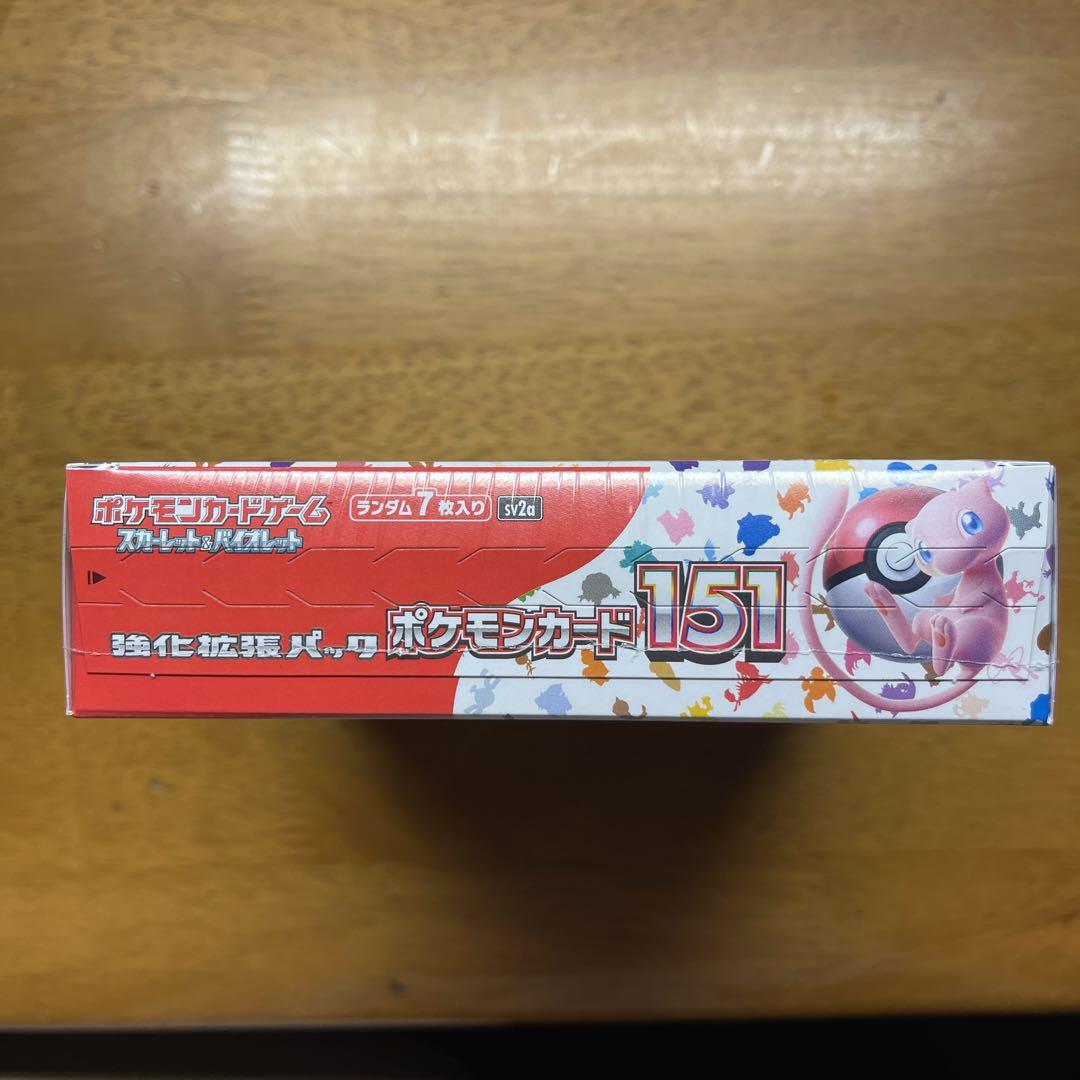 ポケモンカードゲーム
スカーレット&バイオレット
ランダム7枚入り
sv2a
強化拡張パック
ポケモンカード151